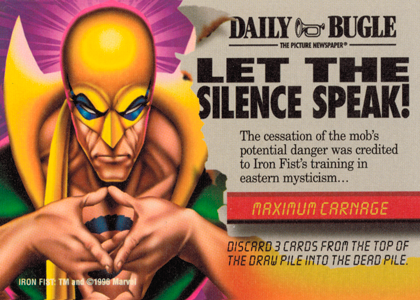 DAILY BUGLE
THE PICTURE NEWSPAPER®
LET THE
SILENCE SPEAK!
The cessation of the mob's
potential danger was credited
to Iron Fist's training in
eastern mysticism...
MAXIMUM CARNAGE
DISCARD 3 CARDS FROM THE TOP OF
THE DRAW PILE INTO THE DEAD PILE.
IRON FIST: TM and ©1996 Marvel